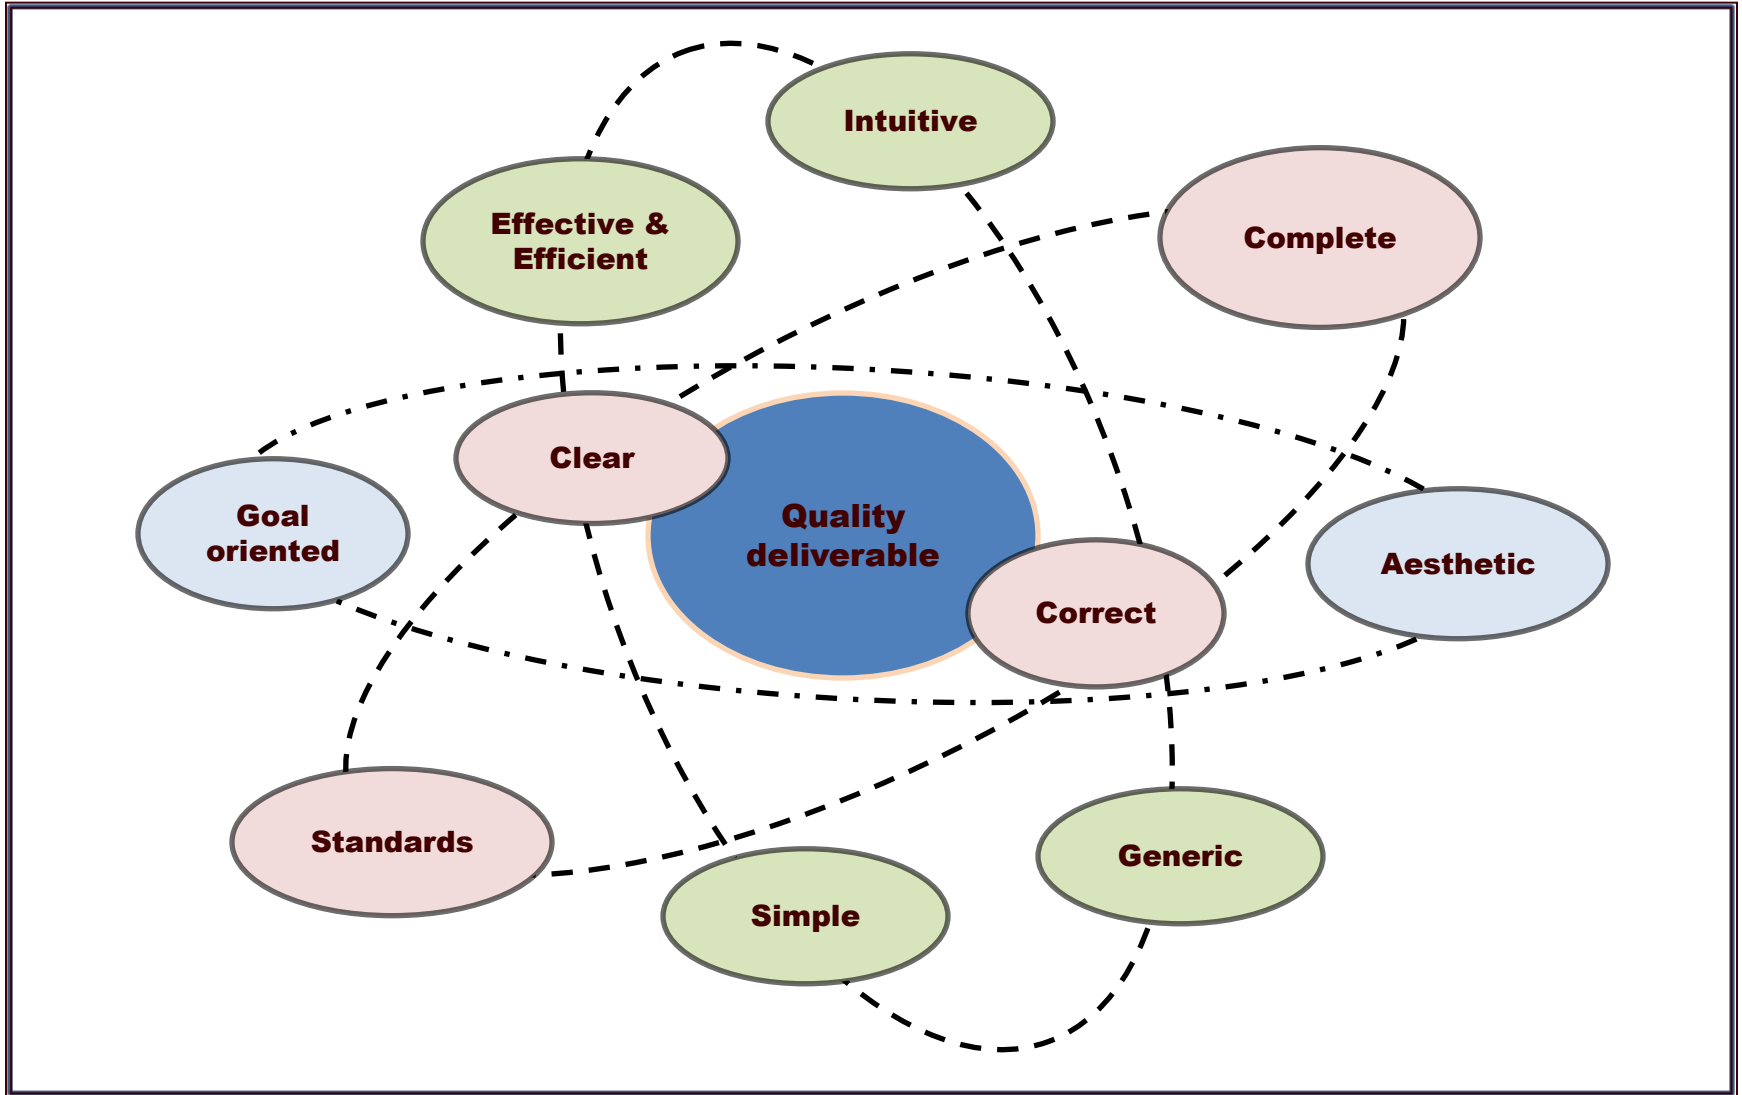 Intuitive
Effective &
Efficient
Complete
Clear
Goal
oriented
Quality
deliverable
Aesthetic
Correct
Standards
Generic
Simple